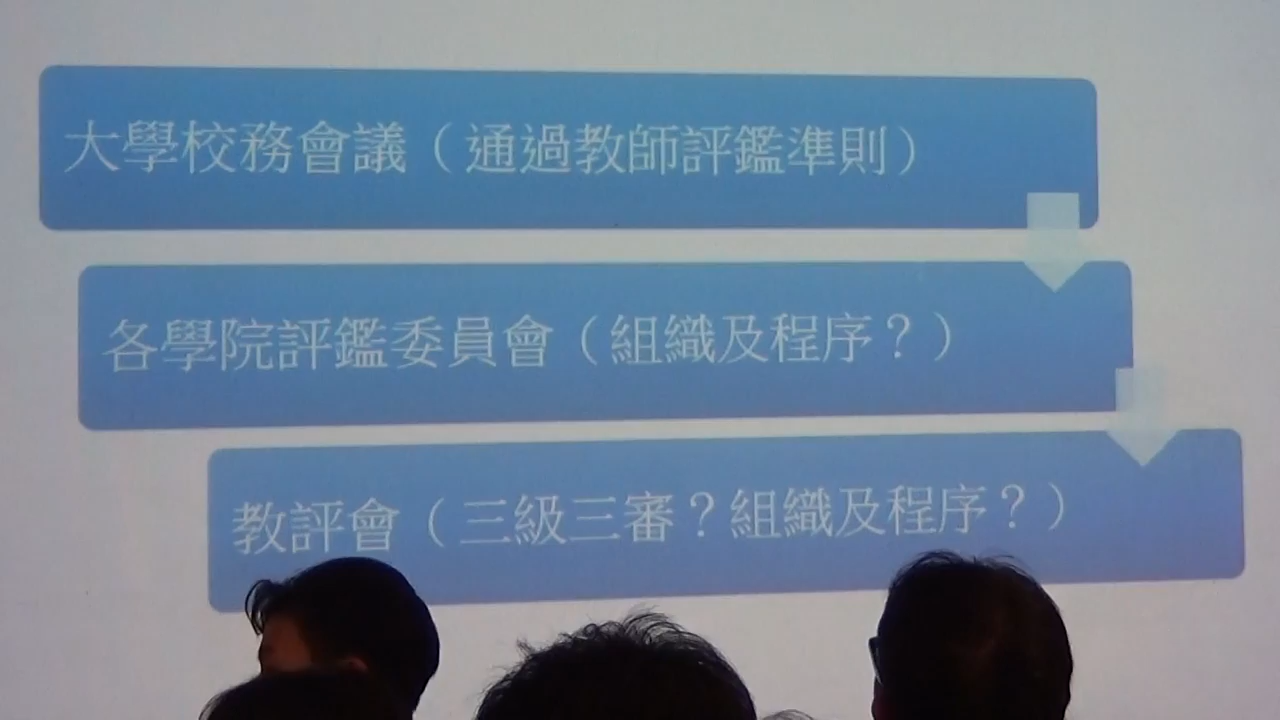 大學校務會議（通過教師評鑑準則）
各學院評鑑委員會（組織及程序？）
教評會（三級三審？組織及程序？）